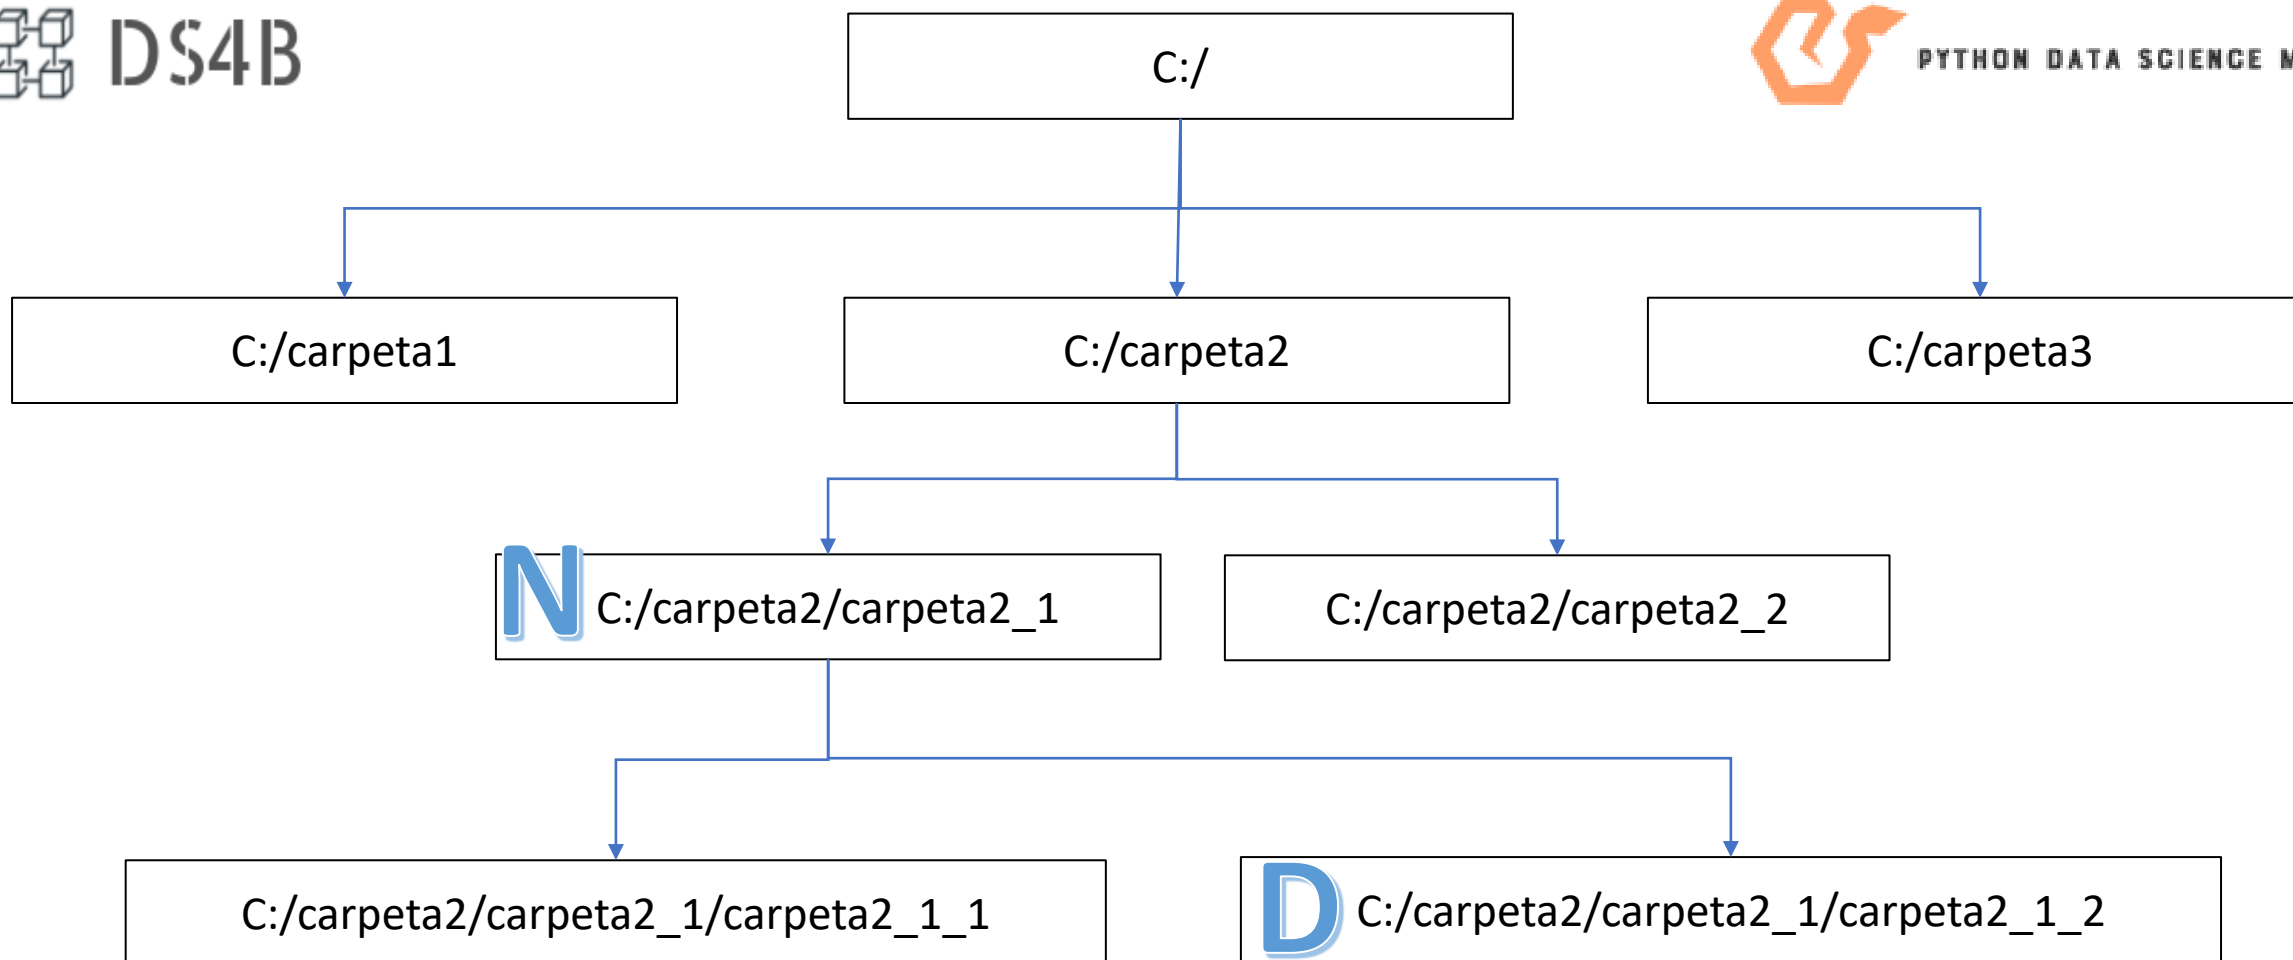 DS4B
C:/
PYTHON DATA SCIENCE
C:/carpeta1
C:/carpeta2
C:/carpeta3
N
C:/carpeta2/carpeta2_1
C:/carpeta2/carpeta2_2
C:/carpeta2/carpeta2_1/carpeta2_1_1
D
C:/carpeta2/carpeta2_1/carpeta2_1_2